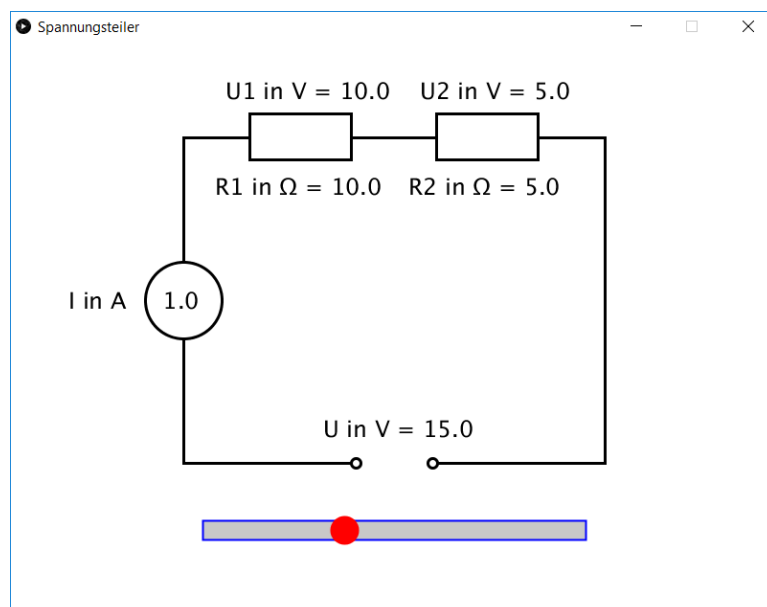 Spannungsteiler
U1 in V = 10.0 U2 in V = 5.0
R1 in Ω = 10.0 R2 in Ω = 5.0
I in A 1.0
U in V = 15.0